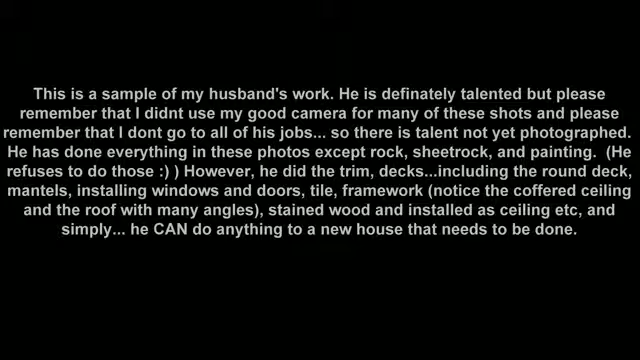 This is a sample of my husband's work. He is definately talented but please
remember that I didnt use my good camera for many of these shots and please
remember that I dont go to all of his jobs... so there is talent not yet photographed.
He has done everything in these photos except rock, sheetrock, and painting.  (He
refuses to do those :) ) However, he did the trim, decks...including the round deck,
mantels, installing windows and doors, tile, framework (notice the coffered ceiling
and the roof with many angles), stained wood and installed as ceiling etc, and
simply... he CAN do anything to a new house that needs to be done.